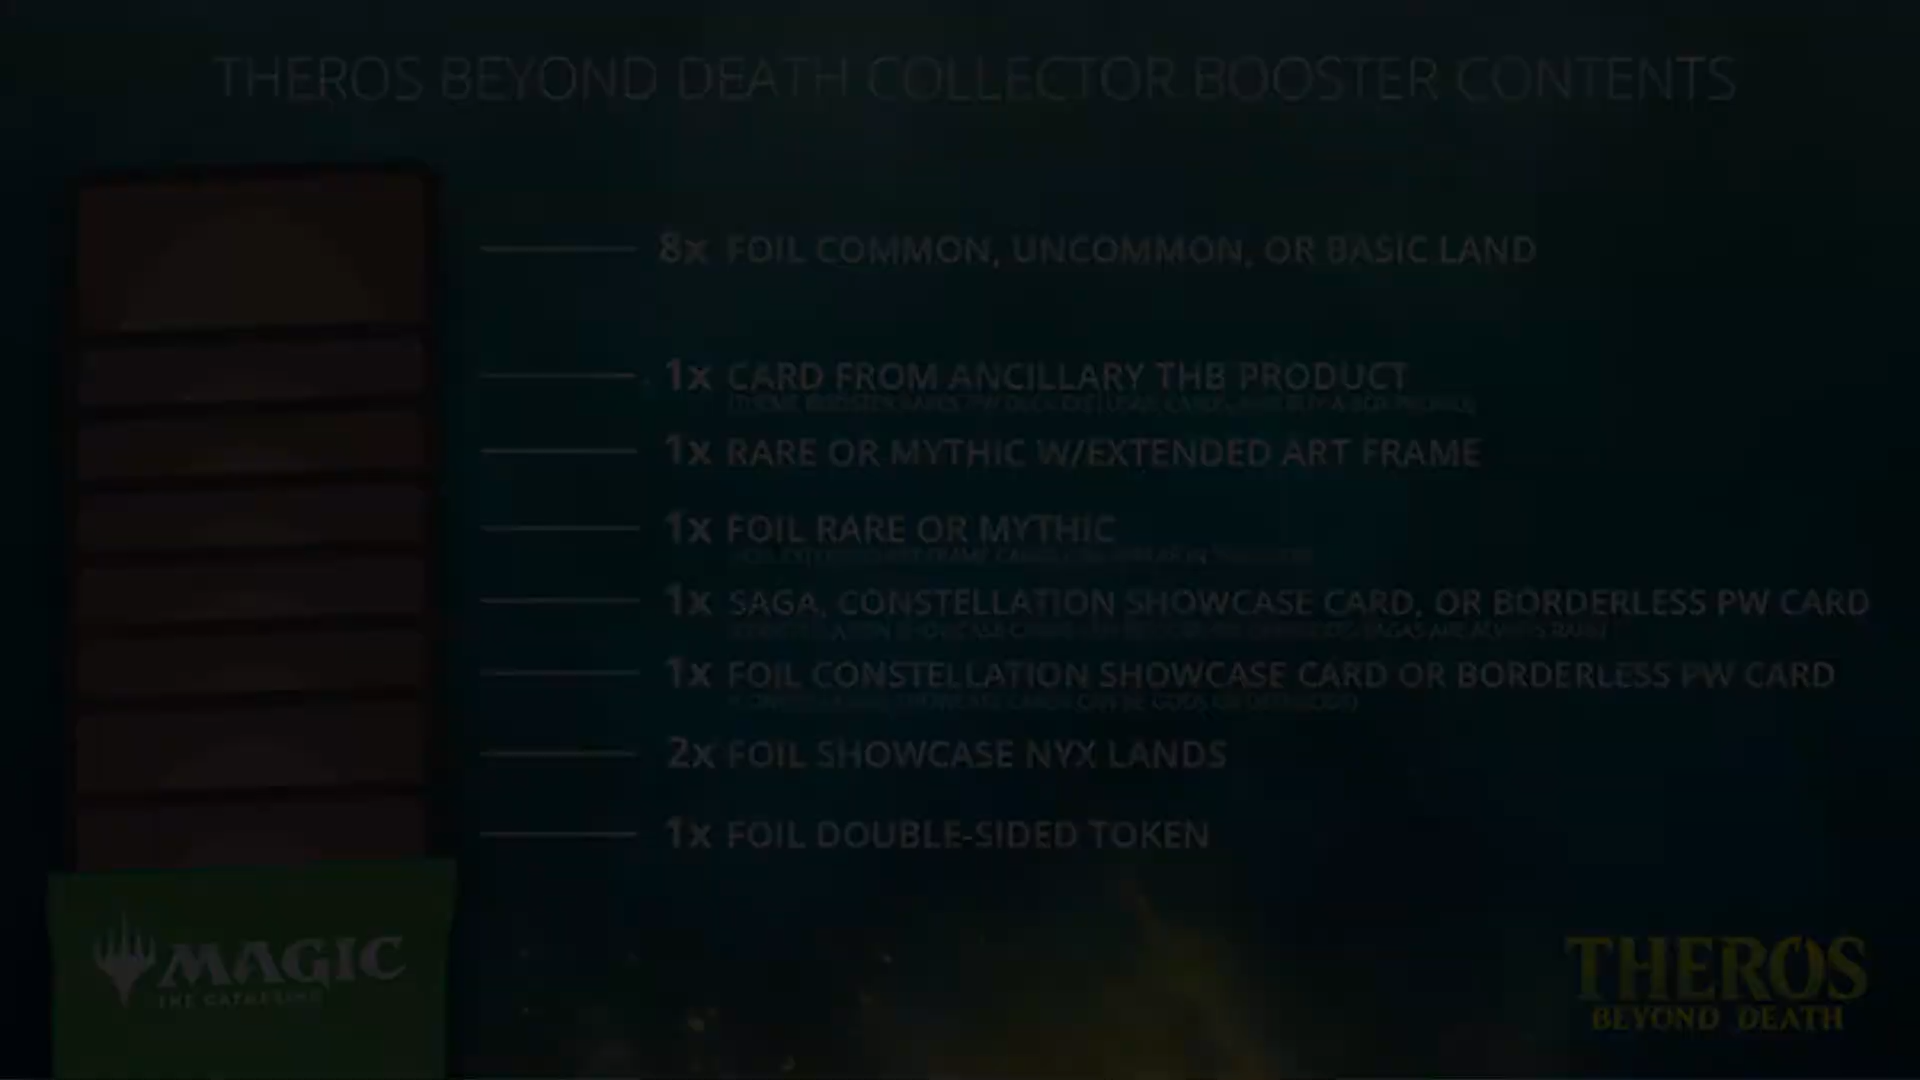 THEROS BEYOND DEATH COLLECTOR BOOSTER CONTENTS
8x FOIL COMMON, UNCOMMON, OR BASIC LAND
1x CARD FROM ANCILLARY THB PRODUCT
1x RARE OR MYTHIC W/EXTENDED ART FRAME
1x FOIL RARE OR MYTHIC
1x SAGA, CONSTELLATION SHOWCASE CARD, OR BORDERLESS PW CARD
1x FOIL CONSTELLATION SHOWCASE CARD OR BORDERLESS PW CARD
2x FOIL SHOWCASE NYX LANDS
1x FOIL DOUBLE-SIDED TOKEN
MAGIC
THE GATHERING
THEROS
BEYOND DEATH